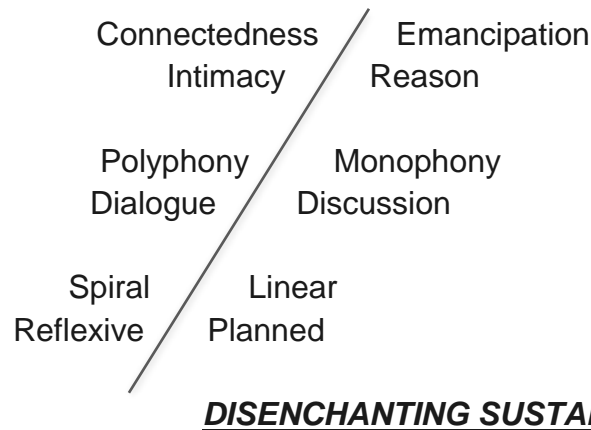 Connectedness Emancipation
Intimacy Reason
Polyphony Monophony
Dialogue Discussion
Spiral Linear
Reflexive Planned
DISENCHANTING